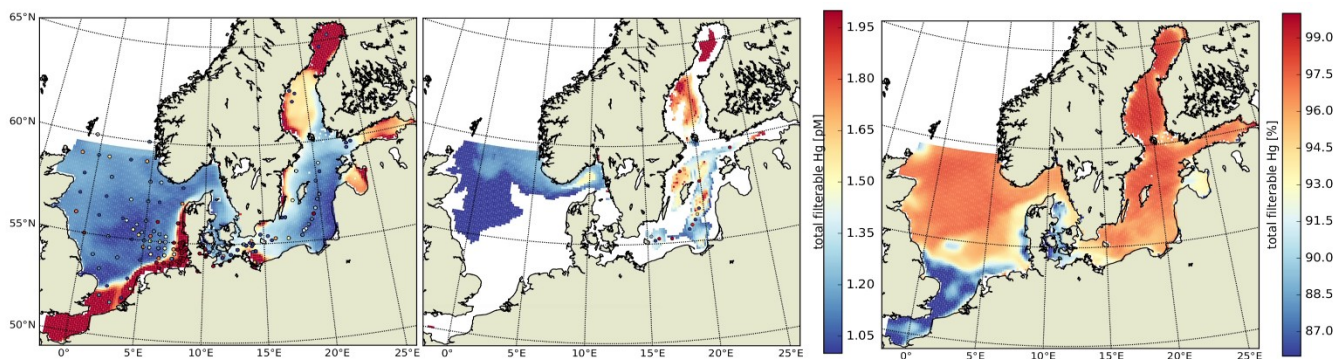 65°N
60°N
55°N
50°N
0° 5°E 10°E 15°E 20°E 25°E
0° 5°E 10°E 15°E 20°E 25°E
1.95
1.80
1.65
1.50
1.35
1.20
1.05
total filterable Hg [pM]
0° 5°E 10°E 15°E 20°E 25°E
99.0
97.5
96.0
94.5
93.0
91.5
90.0
88.5
87.0
total filterable Hg [%]